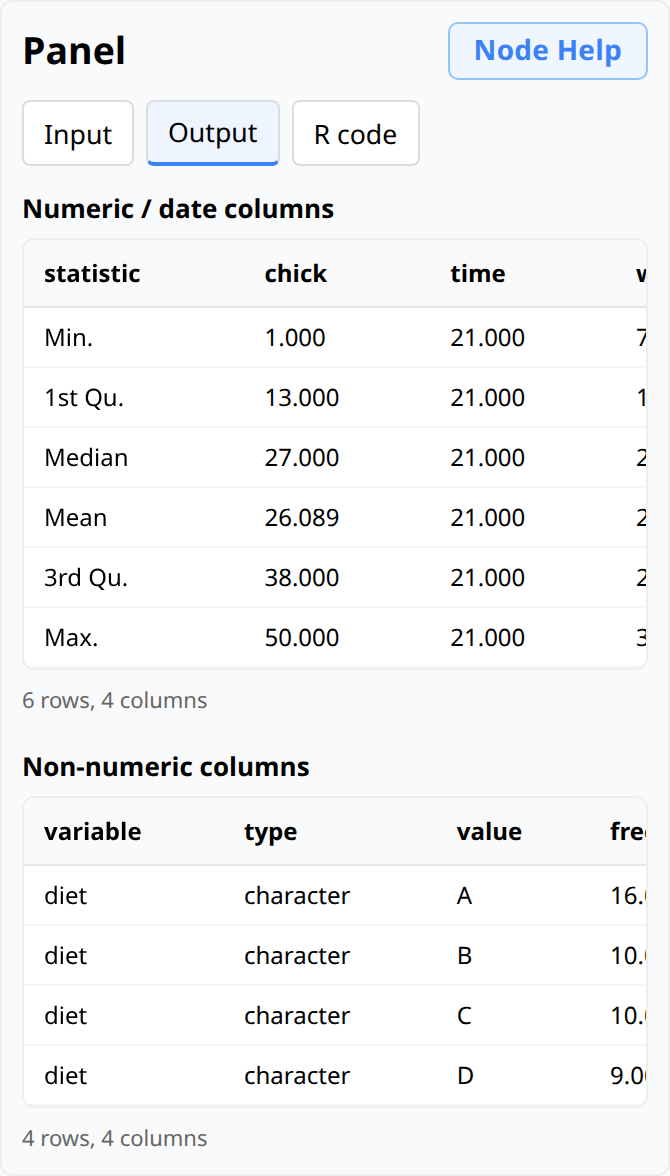 Panel Node Help
Input Output R code
Numeric / date columns
statistic chick time
Min. 1.000 21.000
1st Qu. 13.000 21.000
Median 27.000 21.000
Mean 26.089 21.000
3rd Qu. 38.000 21.000
Max. 50.000 21.000
6 rows, 4 columns
Non-numeric columns
variable type value
diet character A
diet character B
diet character C
diet character D
4 rows, 4 columns